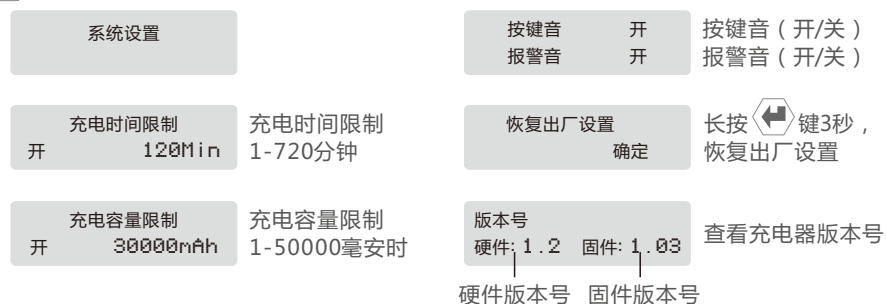 系统设置
充电时间限制
开 120Min
充电时间限制
1-720分钟
充电容量限制
开 30000mAh
充电容量限制
1-50000毫安时
按键音 开
报警音 开
按键音（开/关）
报警音（开/关）
恢复出厂设置
确定
长按 键3秒，
恢复出厂设置
版本号
硬件: 1.2 固件: 1.03
查看充电器版本号
硬件版本号 固件版本号